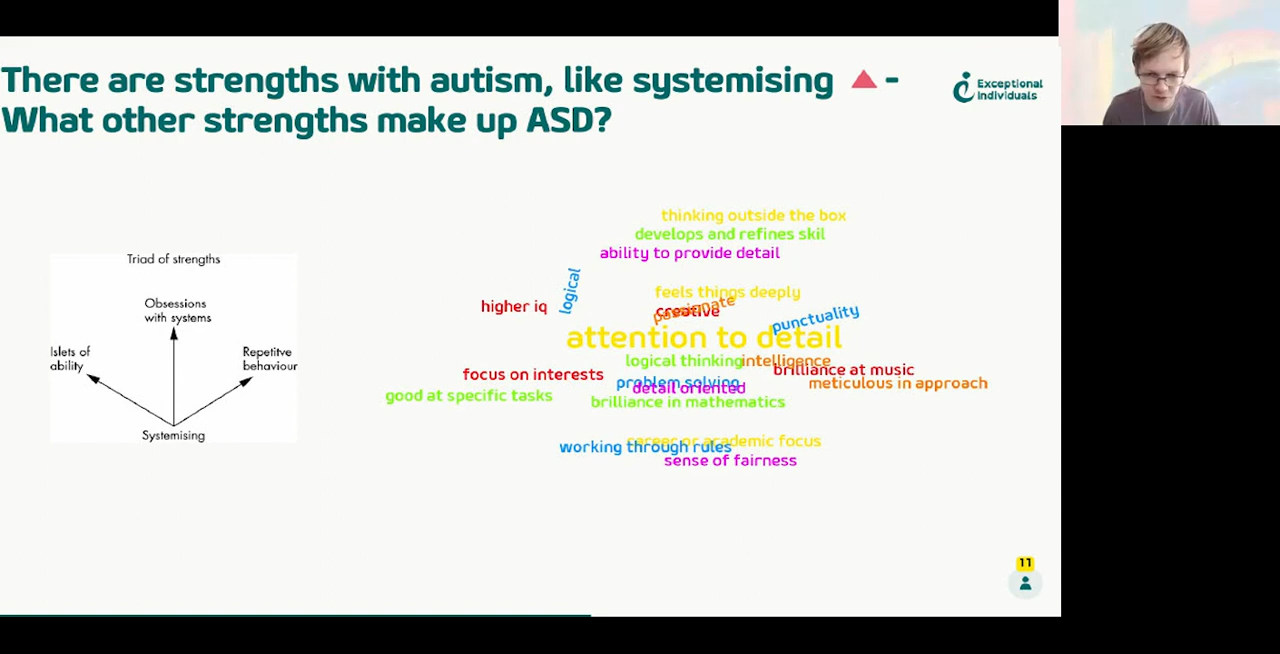 There are strengths with autism, like systemising 🔺 -
What other strengths make up ASD?
Exceptional
Individuals
Triad of strengths
Obsessions
with systems
Islets of
ability
Repetitve
behaviour
Systemising
thinking outside the box
develops and refines skil
ability to provide detail
logical
feels things deeply
higher iq
passionate
creative
punctuality
attention to detail
logical thinking
intelligence
brilliance at music
focus on interests
problem solving
meticulous in approach
detail oriented
good at specific tasks
brilliance in mathematics
career or academic focus
working through rules
sense of fairness
11